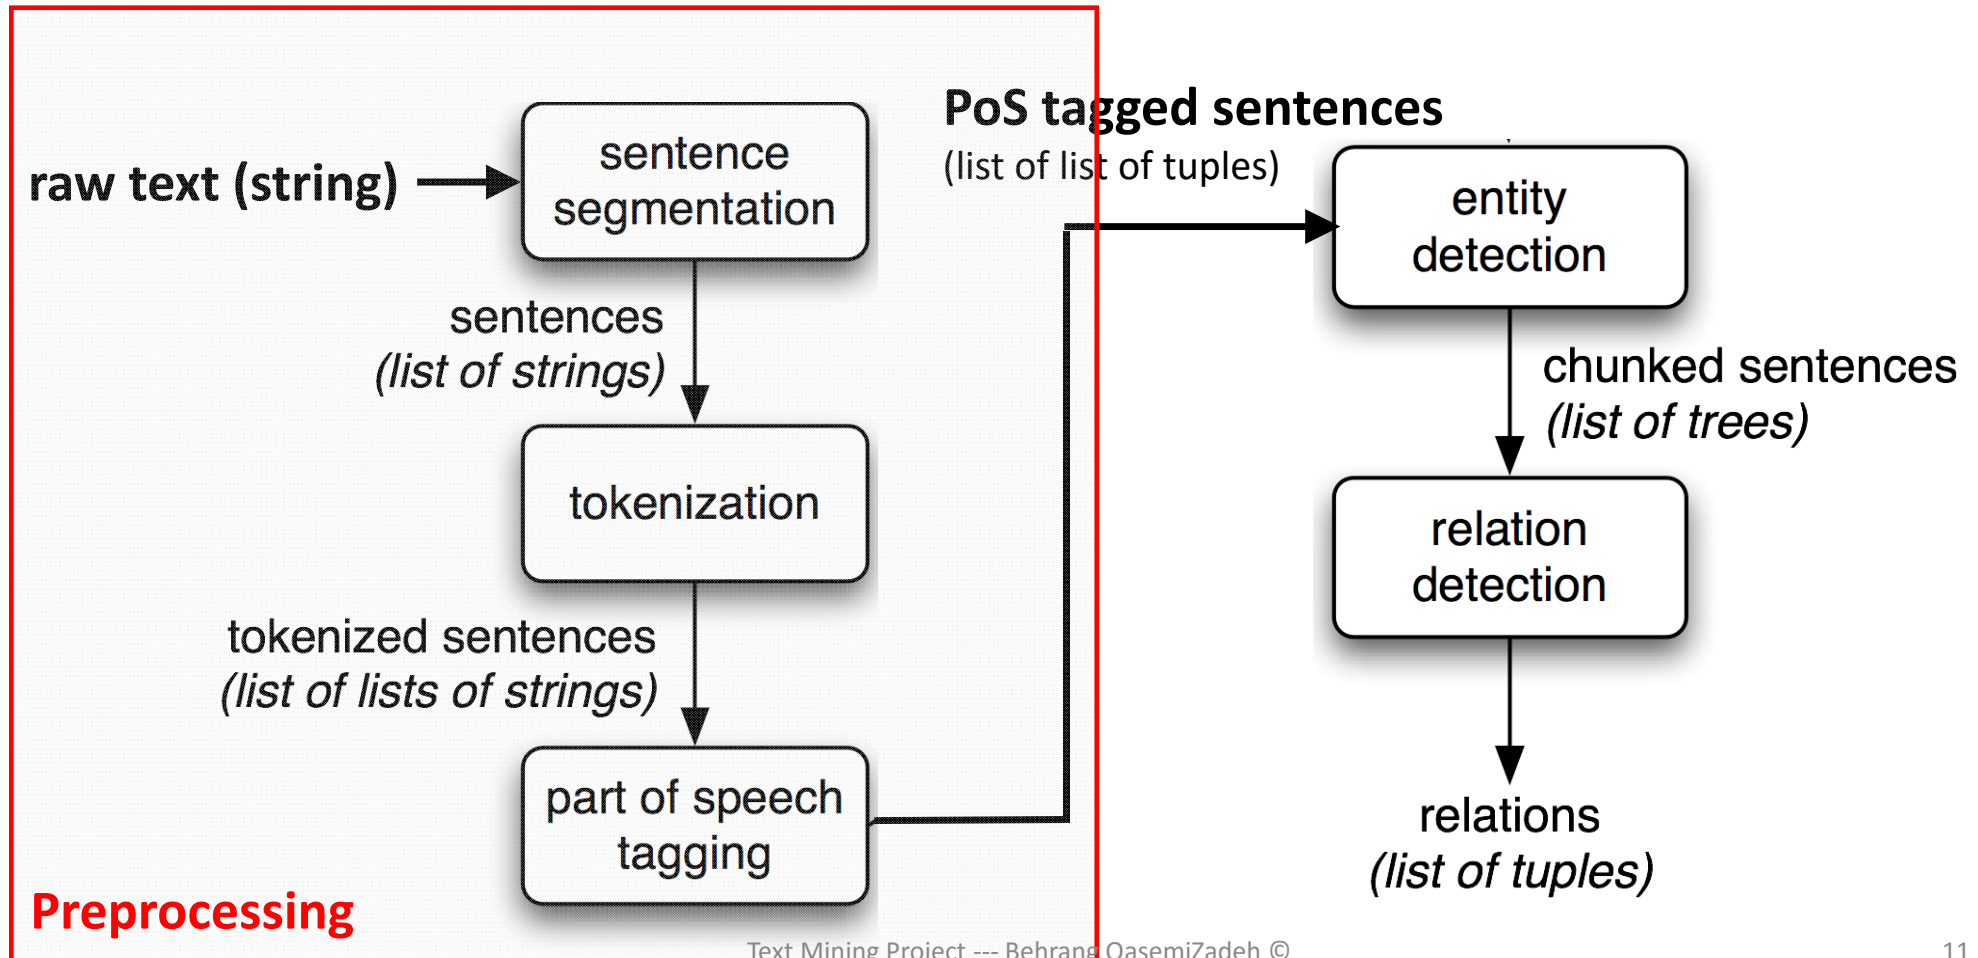 raw text (string)
sentence
segmentation
sentences
(list of strings)
tokenization
tokenized sentences
(list of lists of strings)
part of speech
tagging
Preprocessing
PoS tagged sentences
(list of list of tuples)
entity
detection
chunked sentences
(list of trees)
relation
detection
relations
(list of tuples)
Text Mining Project --- Behrang QasemiZadeh ©
11